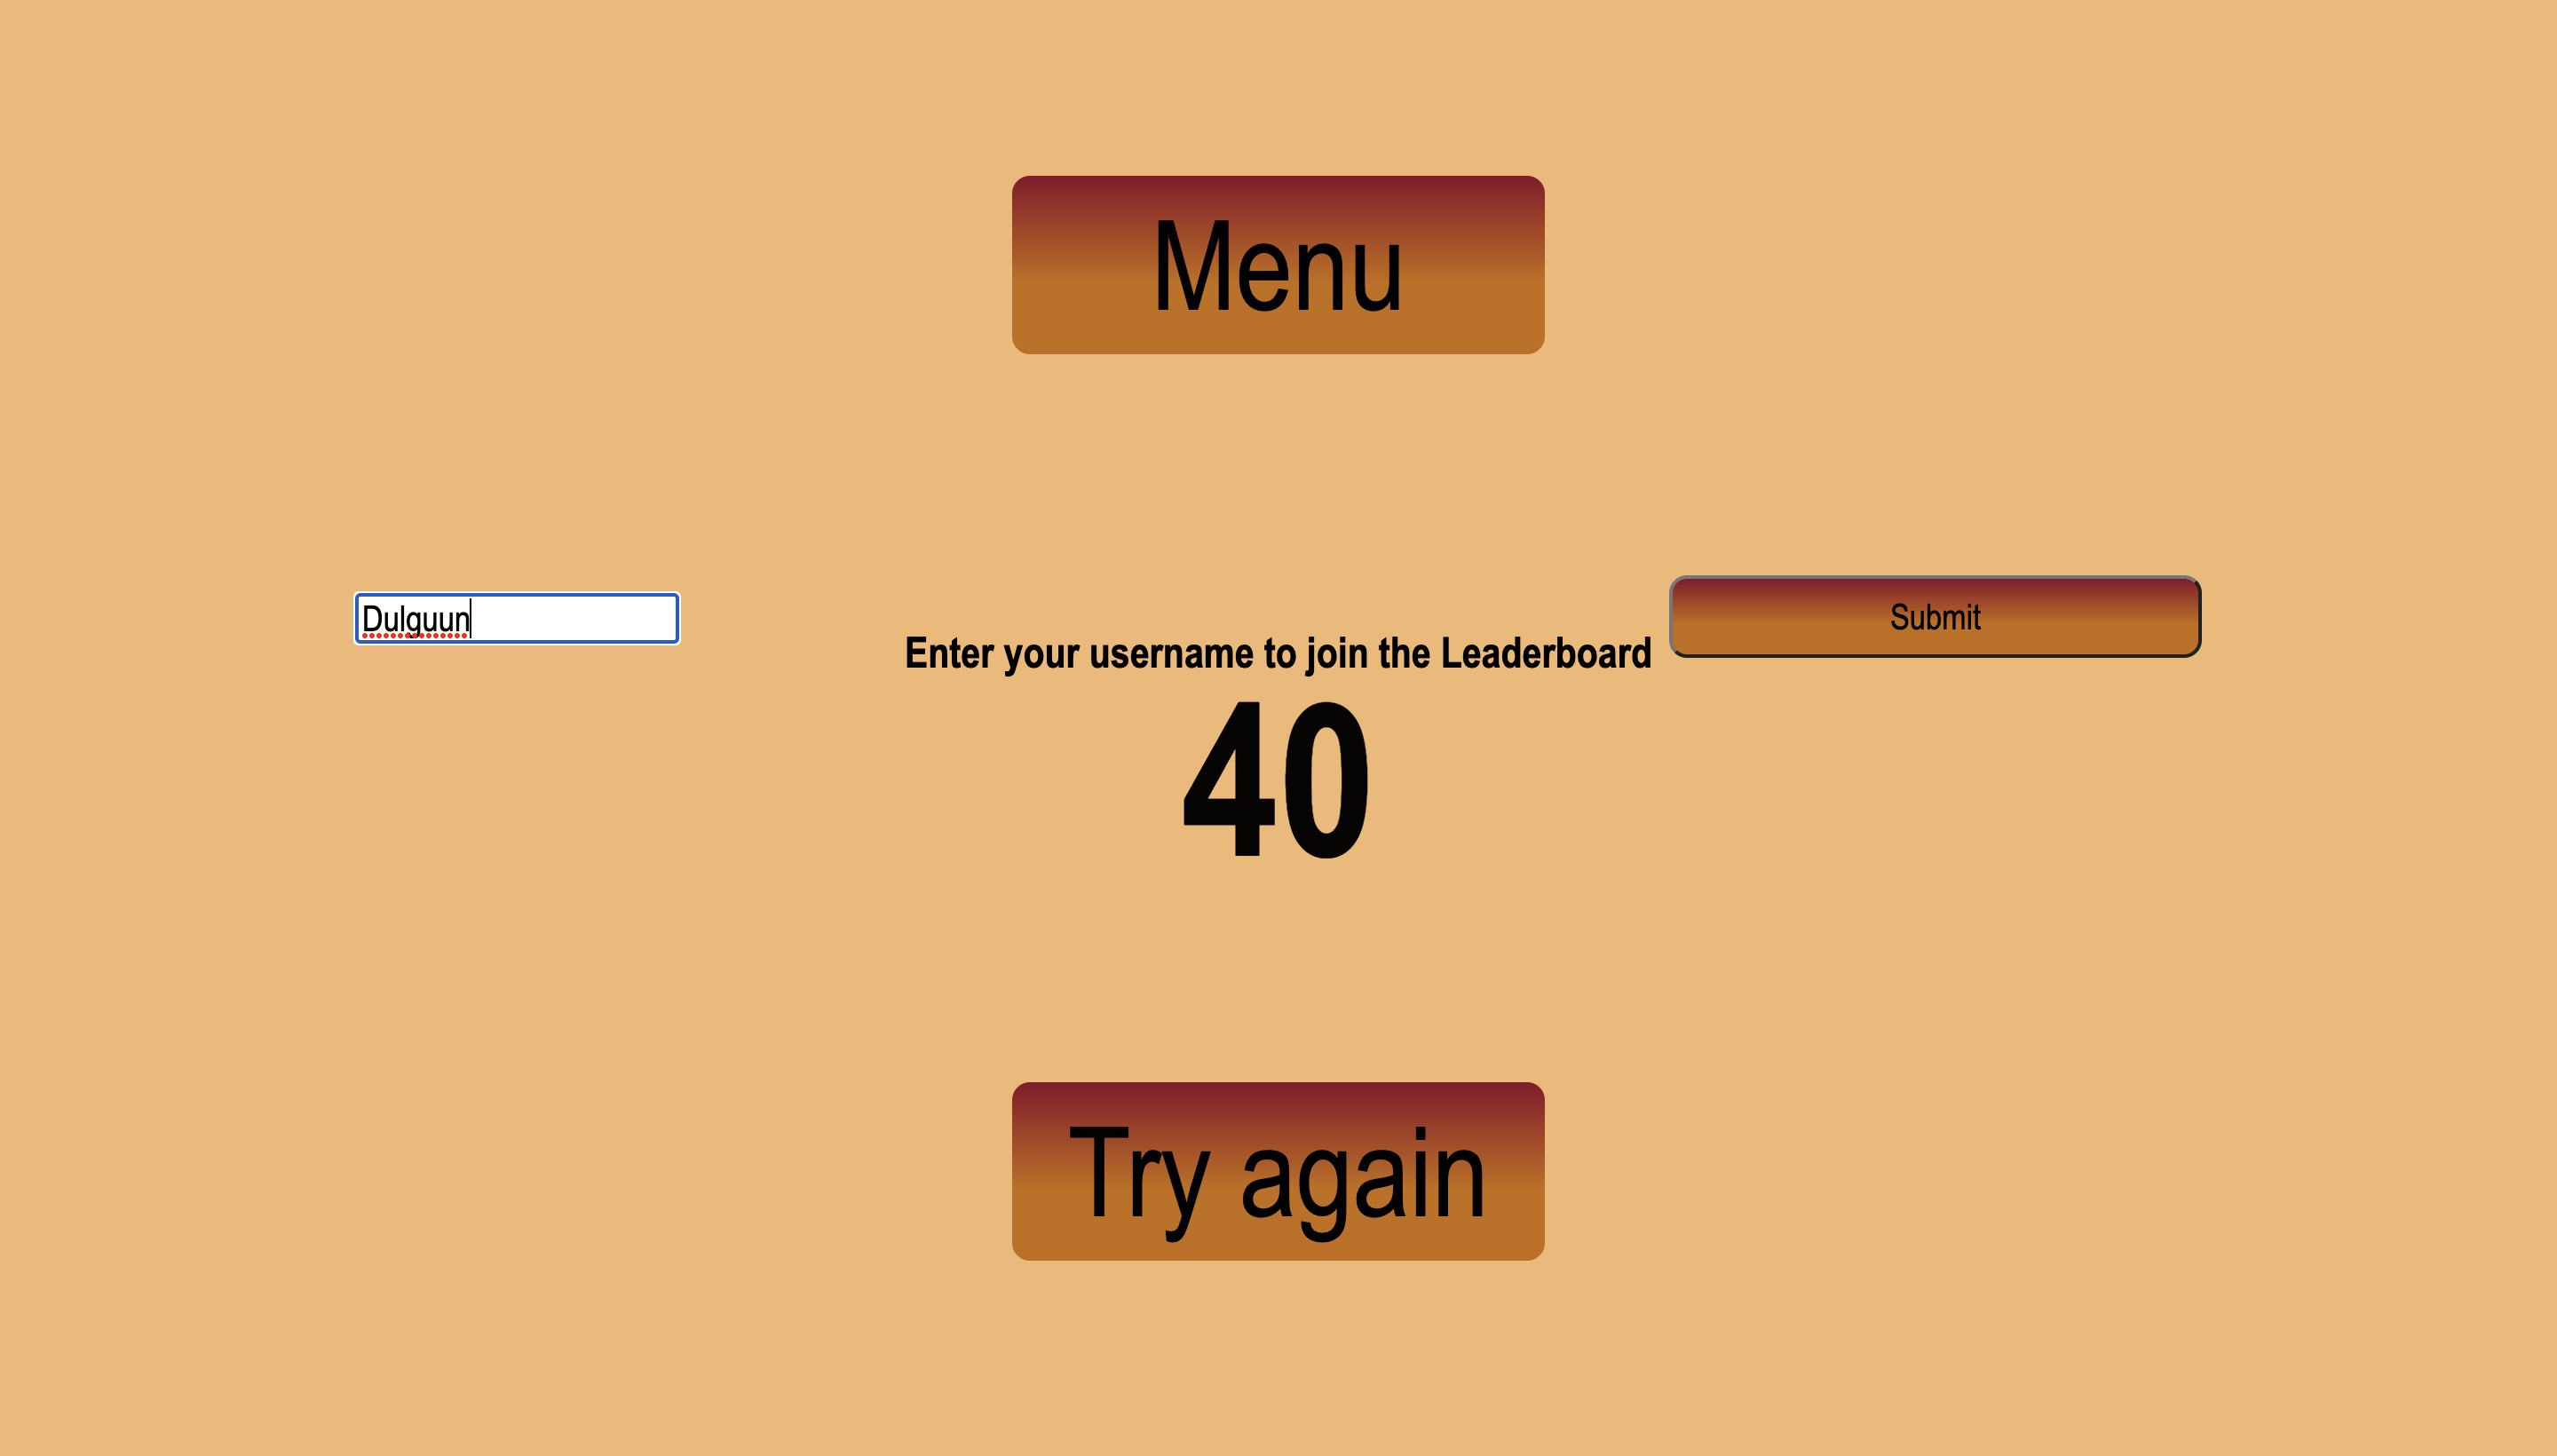 Menu
Dulguun
Submit
Enter your username to join the Leaderboard
40
Try again